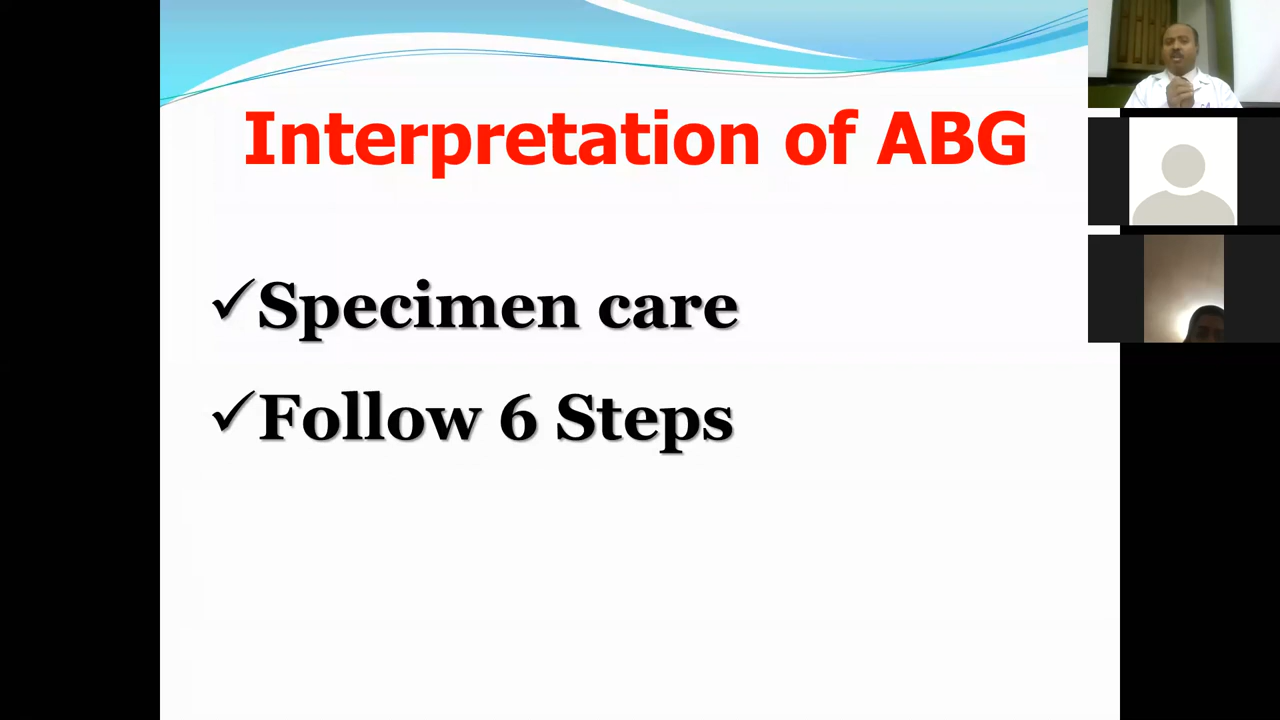 Interpretation of ABG
✓Specimen care
✓Follow 6 Steps